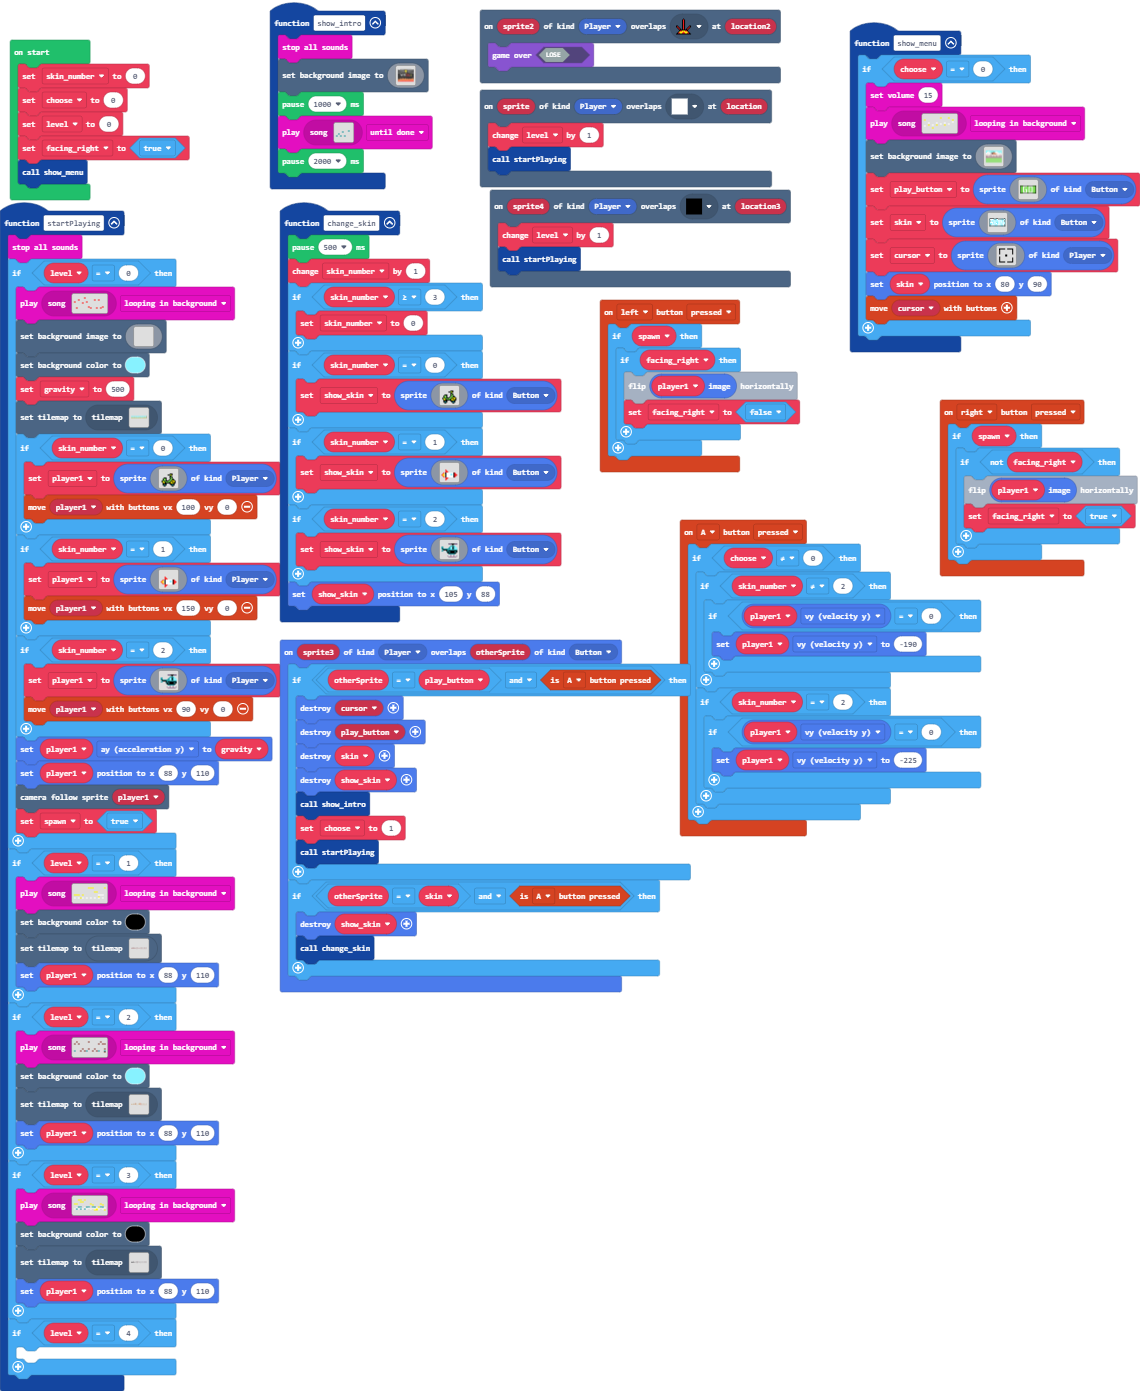 on start
set skin_number to 0
set choose to 0
set level to 0
set facing_right to true
call show_menu
function startPlaying
stop all sounds
if level = 0 then
play song looping in background
set background image to
set background color to
set gravity to 500
set tilemap to tilemap
if skin_number = 0 then
set player1 to sprite of kind Player
move player1 with buttons vx 100 vy 0
if skin_number = 1 then
set player1 to sprite of kind Player
move player1 with buttons vx 150 vy 0
if skin_number = 2 then
set player1 to sprite of kind Player
move player1 with buttons vx 90 vy 0
set player1 ay (acceleration y) to gravity
set player1 position to x 88 y 110
camera follow sprite player1
set spawn to true
if level = 1 then
play song looping in background
set background color to
set tilemap to tilemap
set player1 position to x 88 y 110
if level = 2 then
play song looping in background
set background color to
set tilemap to tilemap
set player1 position to x 88 y 110
if level = 3 then
play song looping in background
set background color to
set tilemap to tilemap
set player1 position to x 88 y 110
if level = 4 then
function show_intro
stop all sounds
set background image to
pause 1000 ms
play song until done
pause 2000 ms
function change_skin
pause 500 ms
change skin_number by 1
if skin_number ≥ 3 then
set skin_number to 0
if skin_number = 0 then
set show_skin to sprite of kind Button
if skin_number = 1 then
set show_skin to sprite of kind Button
if skin_number = 2 then
set show_skin to sprite of kind Button
set show_skin position to x 105 y 88
on sprite3 of kind Player overlaps otherSprite of kind Button
if otherSprite = play_button and is A button pressed then
destroy cursor
destroy play_button
destroy skin
destroy show_skin
call show_intro
set choose to 1
call startPlaying
if otherSprite = skin and is A button pressed then
destroy show_skin
call change_skin
on sprite2 of kind Player overlaps at location2
game over LOSE
on sprite of kind Player overlaps at location
change level by 1
call startPlaying
on sprite4 of kind Player overlaps at location3
change level by 1
call startPlaying
on left button pressed
if spawn then
if facing_right then
flip player1 image horizontally
set facing_right to false
on A button pressed
if choose ≠ 0 then
if skin_number ≠ 2 then
if player1 vy (velocity y) = 0 then
set player1 vy (velocity y) to -190
if skin_number = 2 then
if player1 vy (velocity y) = 0 then
set player1 vy (velocity y) to -225
function show_menu
if choose = 0 then
set volume 15
play song looping in background
set background image to
set play_button to sprite of kind Button
set skin to sprite of kind Button
set cursor to sprite of kind Player
set skin position to x 80 y 90
move cursor with buttons
on right button pressed
if spawn then
if not facing_right then
flip player1 image horizontally
set facing_right to true